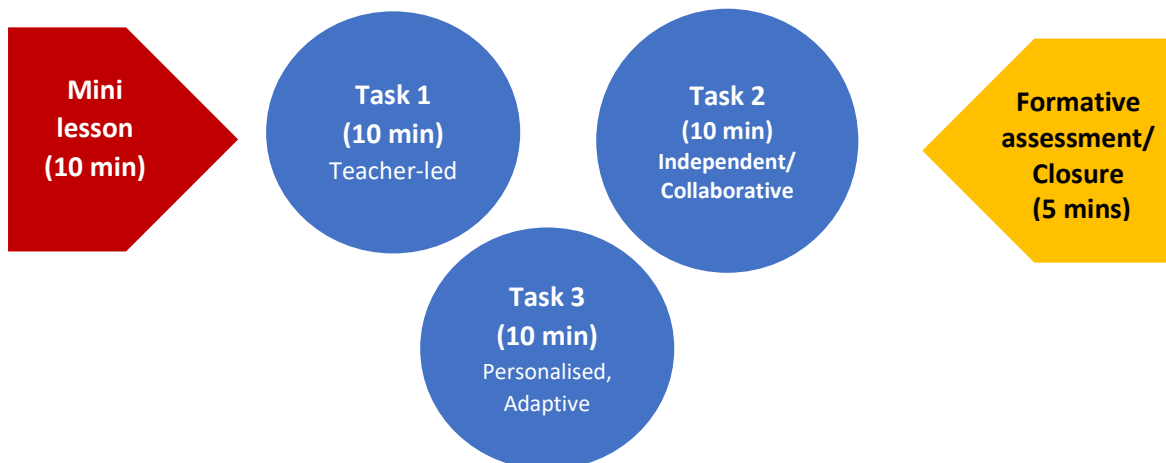 Mini
lesson
(10 min)
Task 1
(10 min)
Teacher-led
Task 2
(10 min)
Independent/
Collaborative
Task 3
(10 min)
Personalised,
Adaptive
Formative
assessment/
Closure
(5 mins)